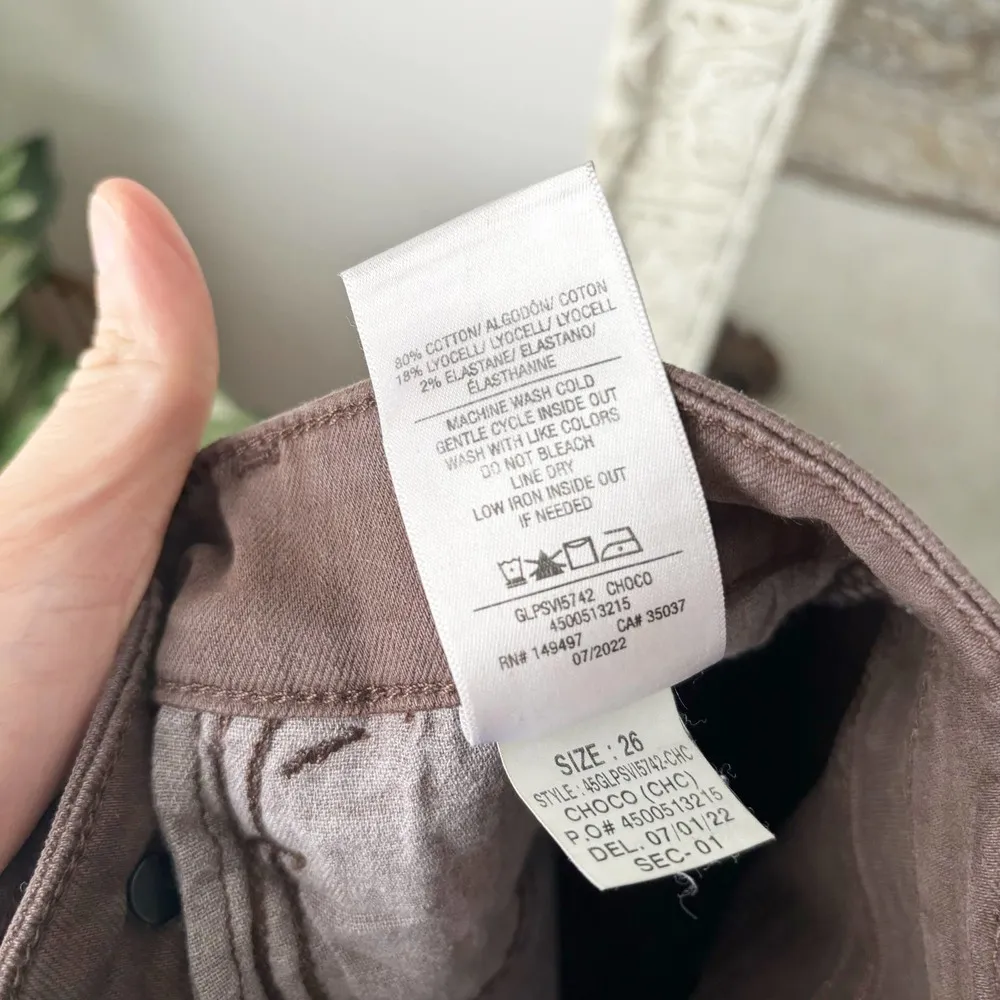 80% COTTON/ ALGODÓN/ COTON
18% LYOCELL/ LYOCELL/ LYOCELL
2% ELASTANE/ ELASTANO/
ÉLASTHANNE
MACHINE WASH COLD
GENTLE CYCLE INSIDE OUT
WASH WITH LIKE COLORS
DO NOT BLEACH
LINE DRY
LOW IRON INSIDE OUT
IF NEEDED
GLPSVI5742 CHOCO
4500513215
RN# 149497 CA# 35037
07/2022
SIZE : 26
STYLE : 45GLPSVI5742-CHC
CHOCO (CHC)
P.O# 4500513215
DEL. 07/01/22
SEC- 01